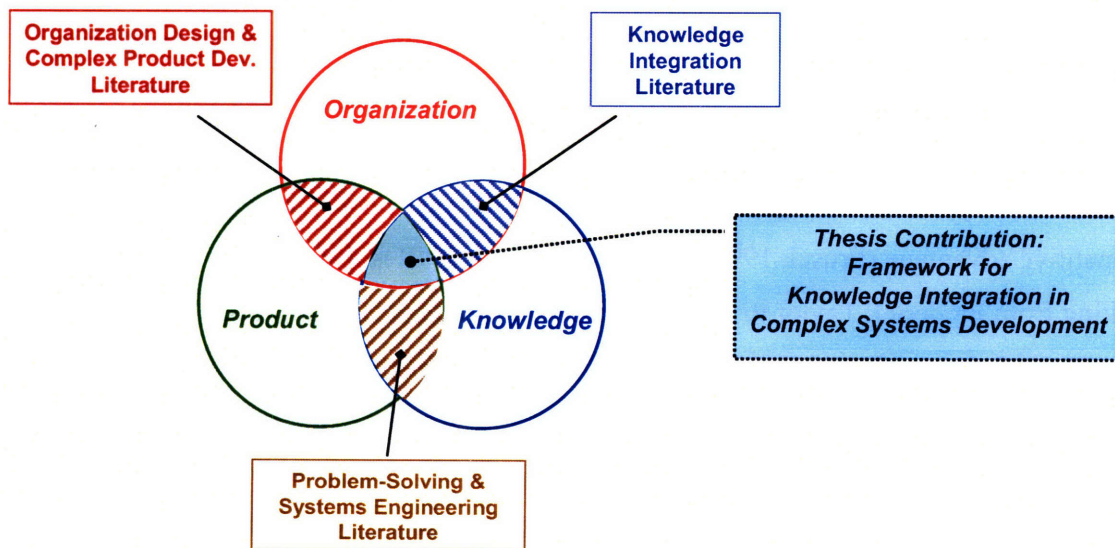 Organization Design &
Complex Product Dev.
Literature
Knowledge
Integration
Literature
Organization
Product
Knowledge
Thesis Contribution:
Framework for
Knowledge Integration in
Complex Systems Development
Problem-Solving &
Systems Engineering
Literature